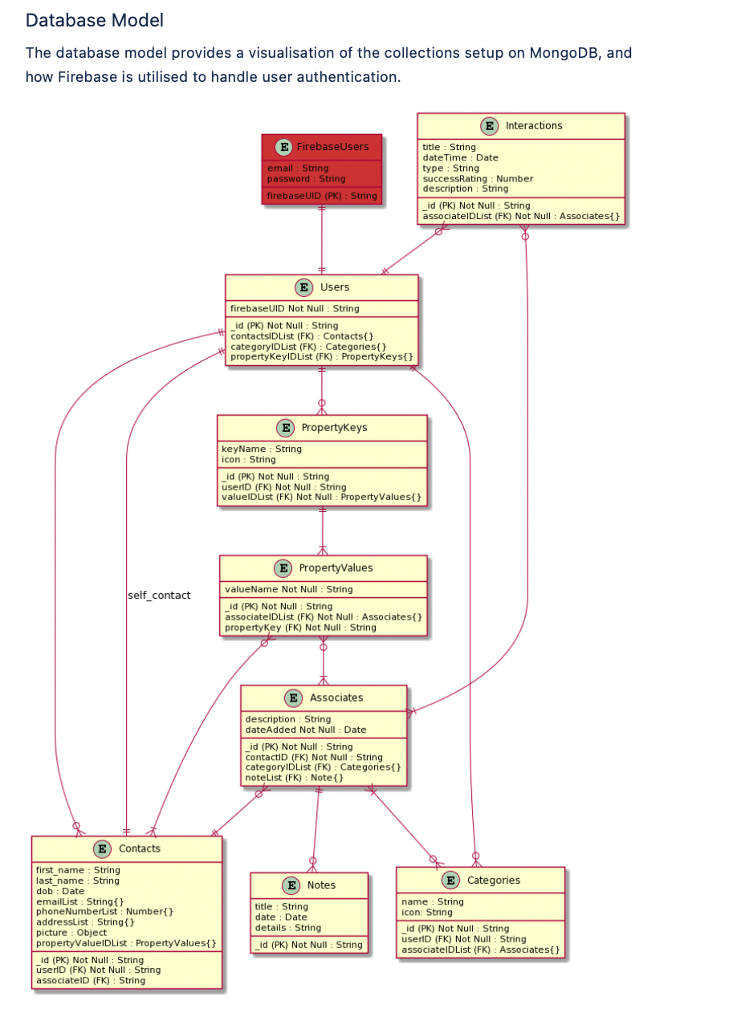 Database Model
The database model provides a visualisation of the collections setup on MongoDB, and
how Firebase is utilised to handle user authentication.
E Interactions
title : String
dateTime : Date
type : String
successRating : Number
description : String
_id (PK) Not Null : String
associateIDList (FK) Not Null : Associates{}
E FirebaseUsers
email : String
password : String
firebaseUID (PK) : String
E Users
firebaseUID Not Null : String
_id (PK) Not Null : String
contactsIDList (FK) : Contacts{}
categoryIDList (FK) : Categories{}
propertyKeyIDList (FK) : PropertyKeys{}
E PropertyKeys
keyName : String
icon : String
_id (PK) Not Null : String
userID (FK) Not Null : String
valueIDList (FK) Not Null : PropertyValues{}
E PropertyValues
valueName Not Null : String
_id (PK) Not Null : String
associateIDList (FK) Not Null : Associates{}
propertyKey (FK) Not Null : String
self_contact
E Associates
description : String
dateAdded Not Null : Date
_id (PK) Not Null : String
contactID (FK) Not Null : String
categoryIDList (FK) : Categories{}
noteList (FK) : Note{}
E Contacts
first_name : String
last_name : String
dob : Date
emailList : String{}
phoneNumberList : Number{}
addressList : String{}
picture : Object
propertyValueIDList : PropertyValues{}
_id (PK) Not Null : String
userID (FK) Not Null : String
associateID (FK) : String
E Notes
title : String
date : Date
details : String
_id (PK) Not Null : String
E Categories
name : String
icon: String
_id (PK) Not Null : String
userID (FK) Not Null : String
associateIDList (FK) : Associates{}